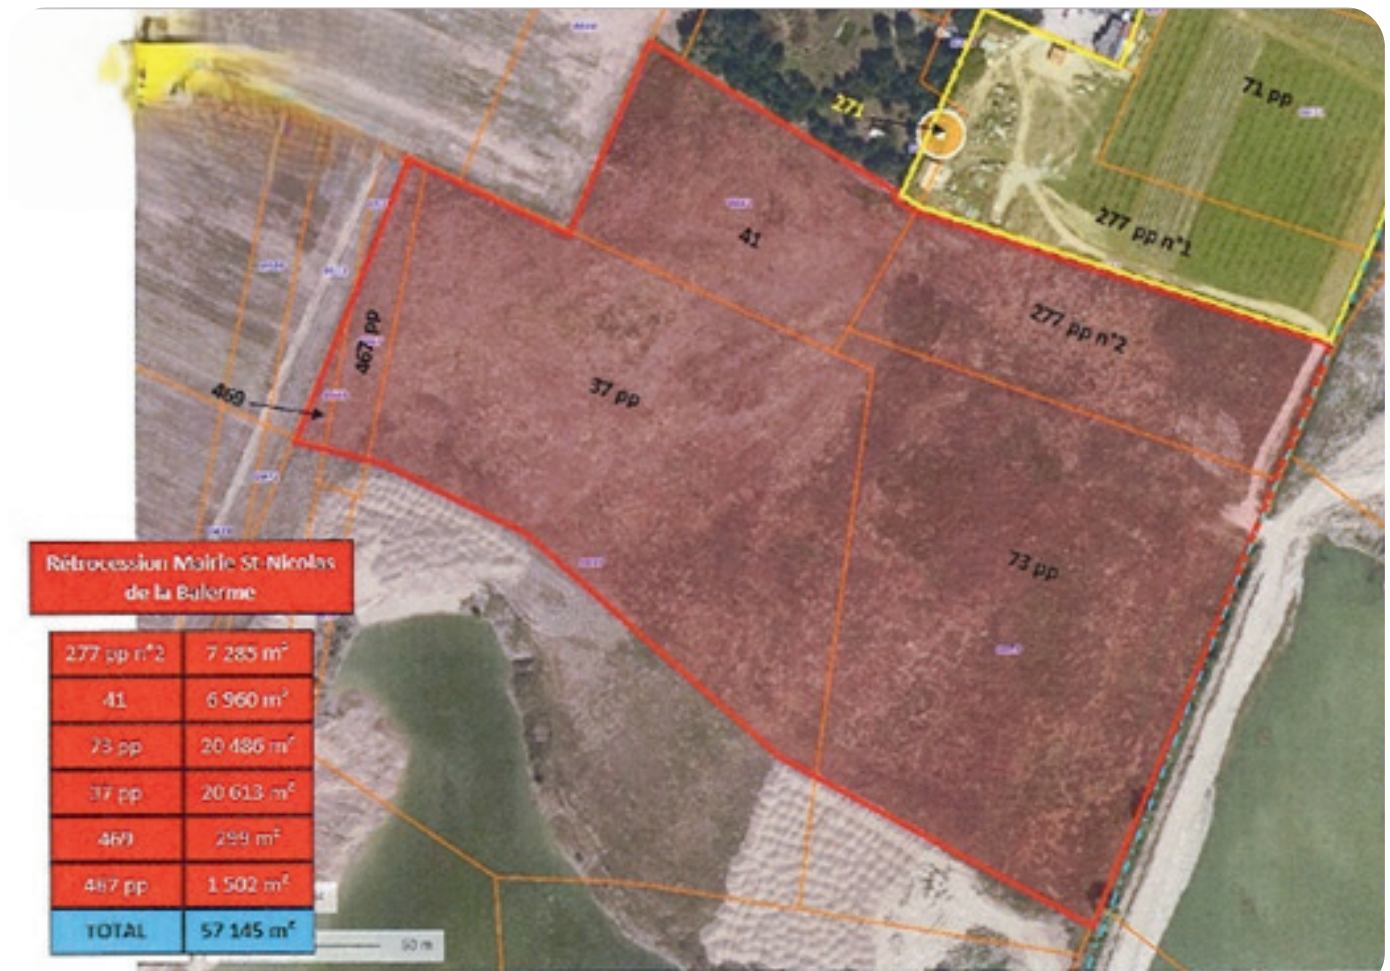 271
71 pp
277 pp n°1
41
277 pp n°2
467 pp
469
37 pp
73 pp
Rétrocession Mairie St-Nicolas
de la Balerme
277 pp n°2 7 285 m²
41 6 960 m²
73 pp 20 486 m²
37 pp 20 613 m²
469 299 m²
467 pp 1 502 m²
TOTAL 57 145 m²
50 m